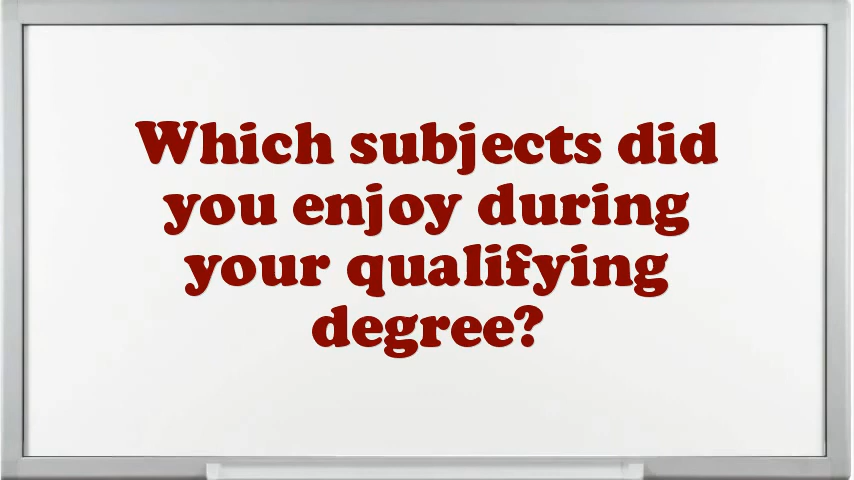 Which subjects did
you enjoy during
your qualifying
degree?